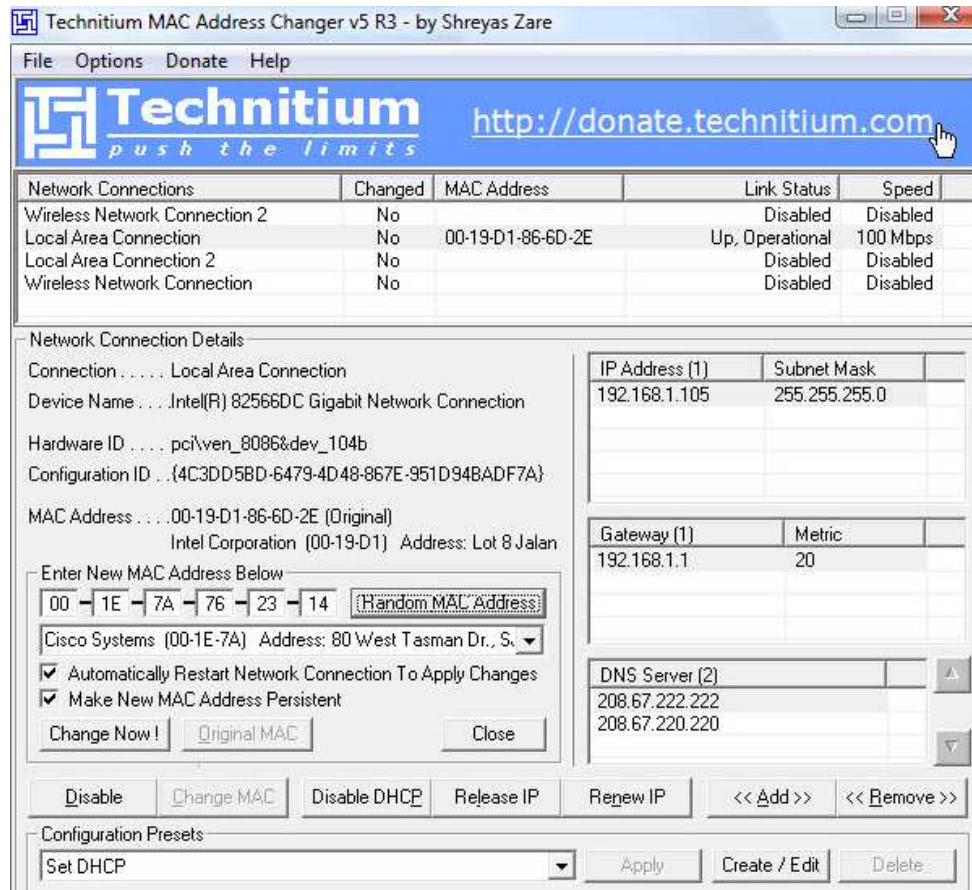 Technitium MAC Address Changer v5 R3 - by Shreyas Zare
File Options Donate Help
Technitium
push the limits
http://donate.technitium.com
Network Connections Changed MAC Address Link Status Speed
Wireless Network Connection 2 No Disabled Disabled
Local Area Connection No 00-19-D1-86-6D-2E Up, Operational 100 Mbps
Local Area Connection 2 No Disabled Disabled
Wireless Network Connection No Disabled Disabled
Network Connection Details
Connection . . . . . Local Area Connection
Device Name . . . .Intel(R) 82566DC Gigabit Network Connection
Hardware ID . . . . pci\ven_8086&dev_104b
Configuration ID . .{4C3DD5BD-6479-4D48-867E-951D94BADF7A}
MAC Address . . . .00-19-D1-86-6D-2E (Original)
Intel Corporation (00-19-D1) Address: Lot 8 Jalan
Enter New MAC Address Below
00 - 1E - 7A - 76 - 23 - 14 Random MAC Address
Cisco Systems (00-1E-7A) Address: 80 West Tasman Dr., S
Automatically Restart Network Connection To Apply Changes
Make New MAC Address Persistent
Change Now ! Original MAC Close
IP Address (1) Subnet Mask
192.168.1.105 255.255.255.0
Gateway (1) Metric
192.168.1.1 20
DNS Server (2)
208.67.222.222
208.67.220.220
Disable Change MAC Disable DHCP Release IP Renew IP << Add >> << Remove >>
Configuration Presets
Set DHCP Apply Create / Edit Delete